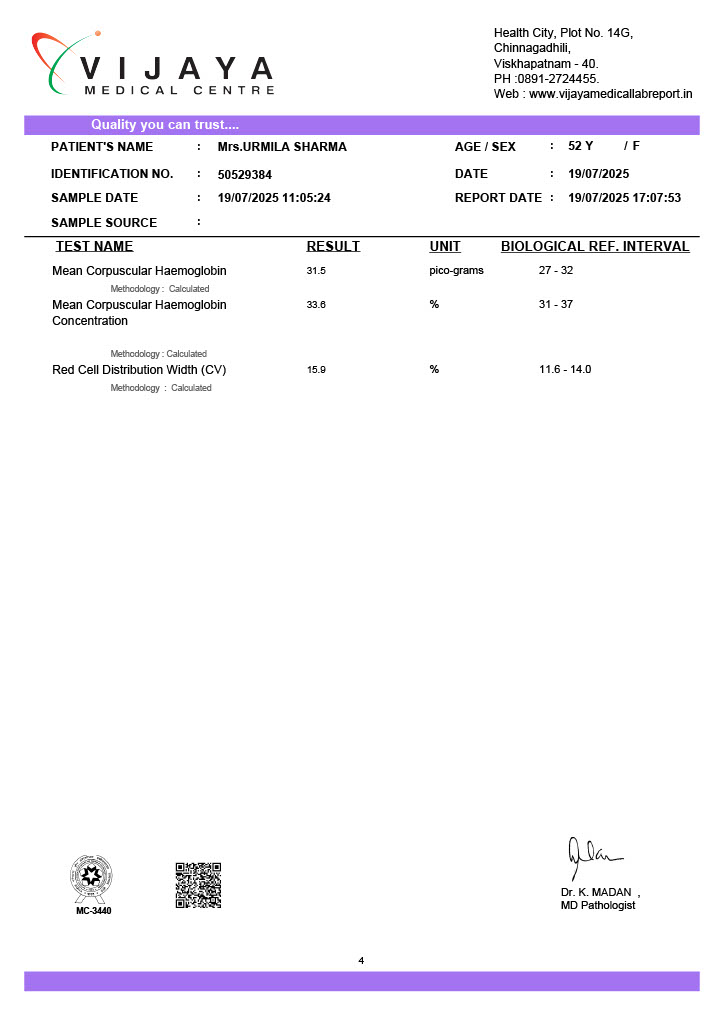 VIJAYA
MEDICAL CENTRE
Health City, Plot No. 14G,
Chinnagadhili,
Viskhapatnam - 40.
PH :0891-2724455.
Web : www.vijayamedicallabreport.in
Quality you can trust....
PATIENT'S NAME : Mrs.URMILA SHARMA AGE / SEX : 52 Y / F
IDENTIFICATION NO. : 50529384 DATE : 19/07/2025
SAMPLE DATE : 19/07/2025 11:05:24 REPORT DATE : 19/07/2025 17:07:53
SAMPLE SOURCE :
TEST NAME RESULT UNIT BIOLOGICAL REF. INTERVAL
Mean Corpuscular Haemoglobin 31.5 pico-grams 27 - 32
Methodology : Calculated
Mean Corpuscular Haemoglobin 33.6 % 31 - 37
Concentration
Methodology : Calculated
Red Cell Distribution Width (CV) 15.9 % 11.6 - 14.0
Methodology : Calculated
MC-3440
Dr. K. MADAN ,
MD Pathologist
4